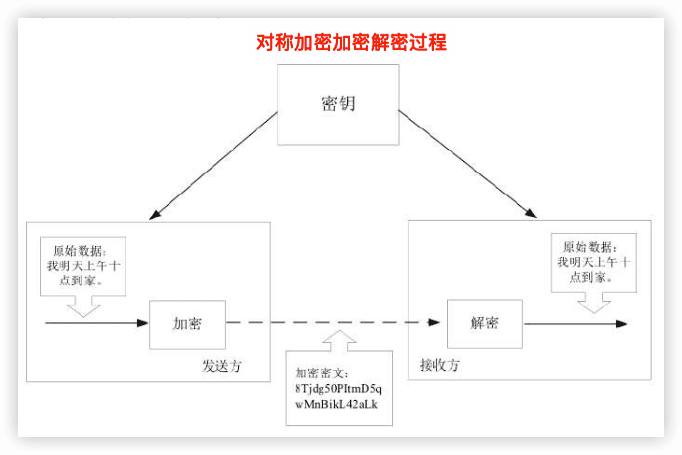 对称加密加密解密过程
密钥
原始数据:
我明天上午十
点到家。
加密
发送方
加密密文:
8Tjdg50PItmD5q
wMnBikL42aLk
原始数据:
我明天上午十
点到家。
解密
接收方